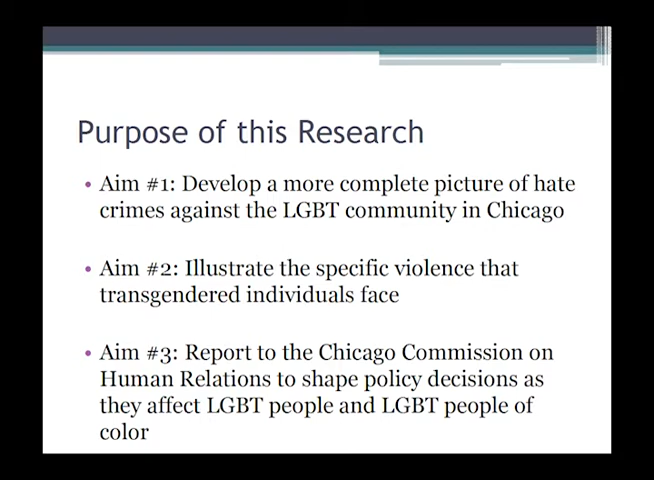 Purpose of this Research
• Aim #1: Develop a more complete picture of hate
crimes against the LGBT community in Chicago
• Aim #2: Illustrate the specific violence that
transgendered individuals face
• Aim #3: Report to the Chicago Commission on
Human Relations to shape policy decisions as
they affect LGBT people and LGBT people of
color